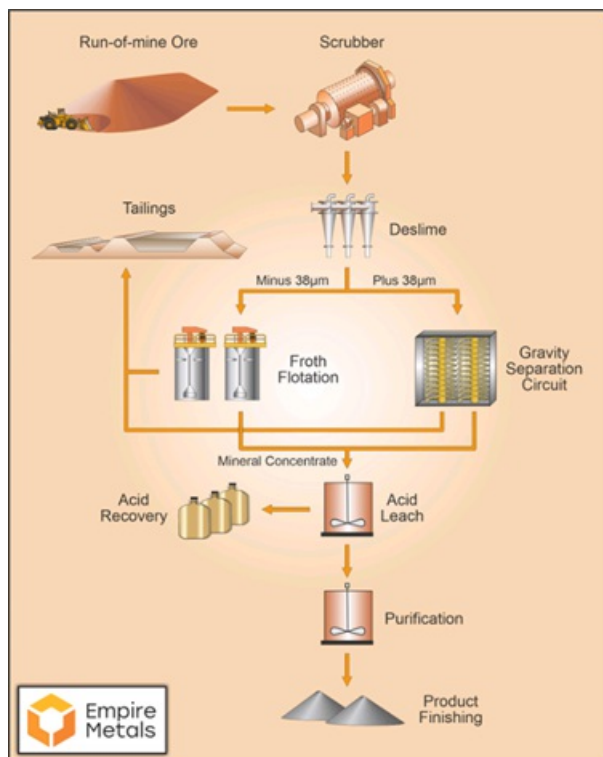 Run-of-mine Ore
Scrubber
Tailings
Deslime
Minus 38µm
Plus 38µm
Froth
Flotation
Gravity
Separation
Circuit
Mineral Concentrate
Acid
Recovery
Acid
Leach
Purification
Product
Finishing
Empire
Metals